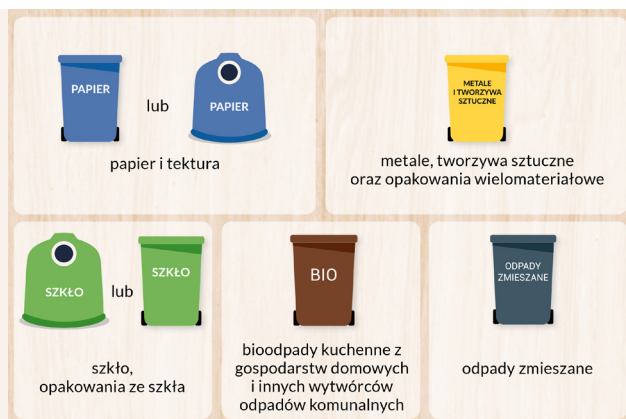 PAPIER
lub
PAPIER
papier i tektura
METALE
I TWORZYWA
SZTUCZNE
metale, tworzywa sztuczne
oraz opakowania wielomateriałowe
SZKŁO
lub
SZKŁO
szkło,
opakowania ze szkła
BIO
bioodpady kuchenne z
gospodarstw domowych
i innych wytwórców
odpadów komunalnych
ODPADY
ZMIESZANE
odpady zmieszane